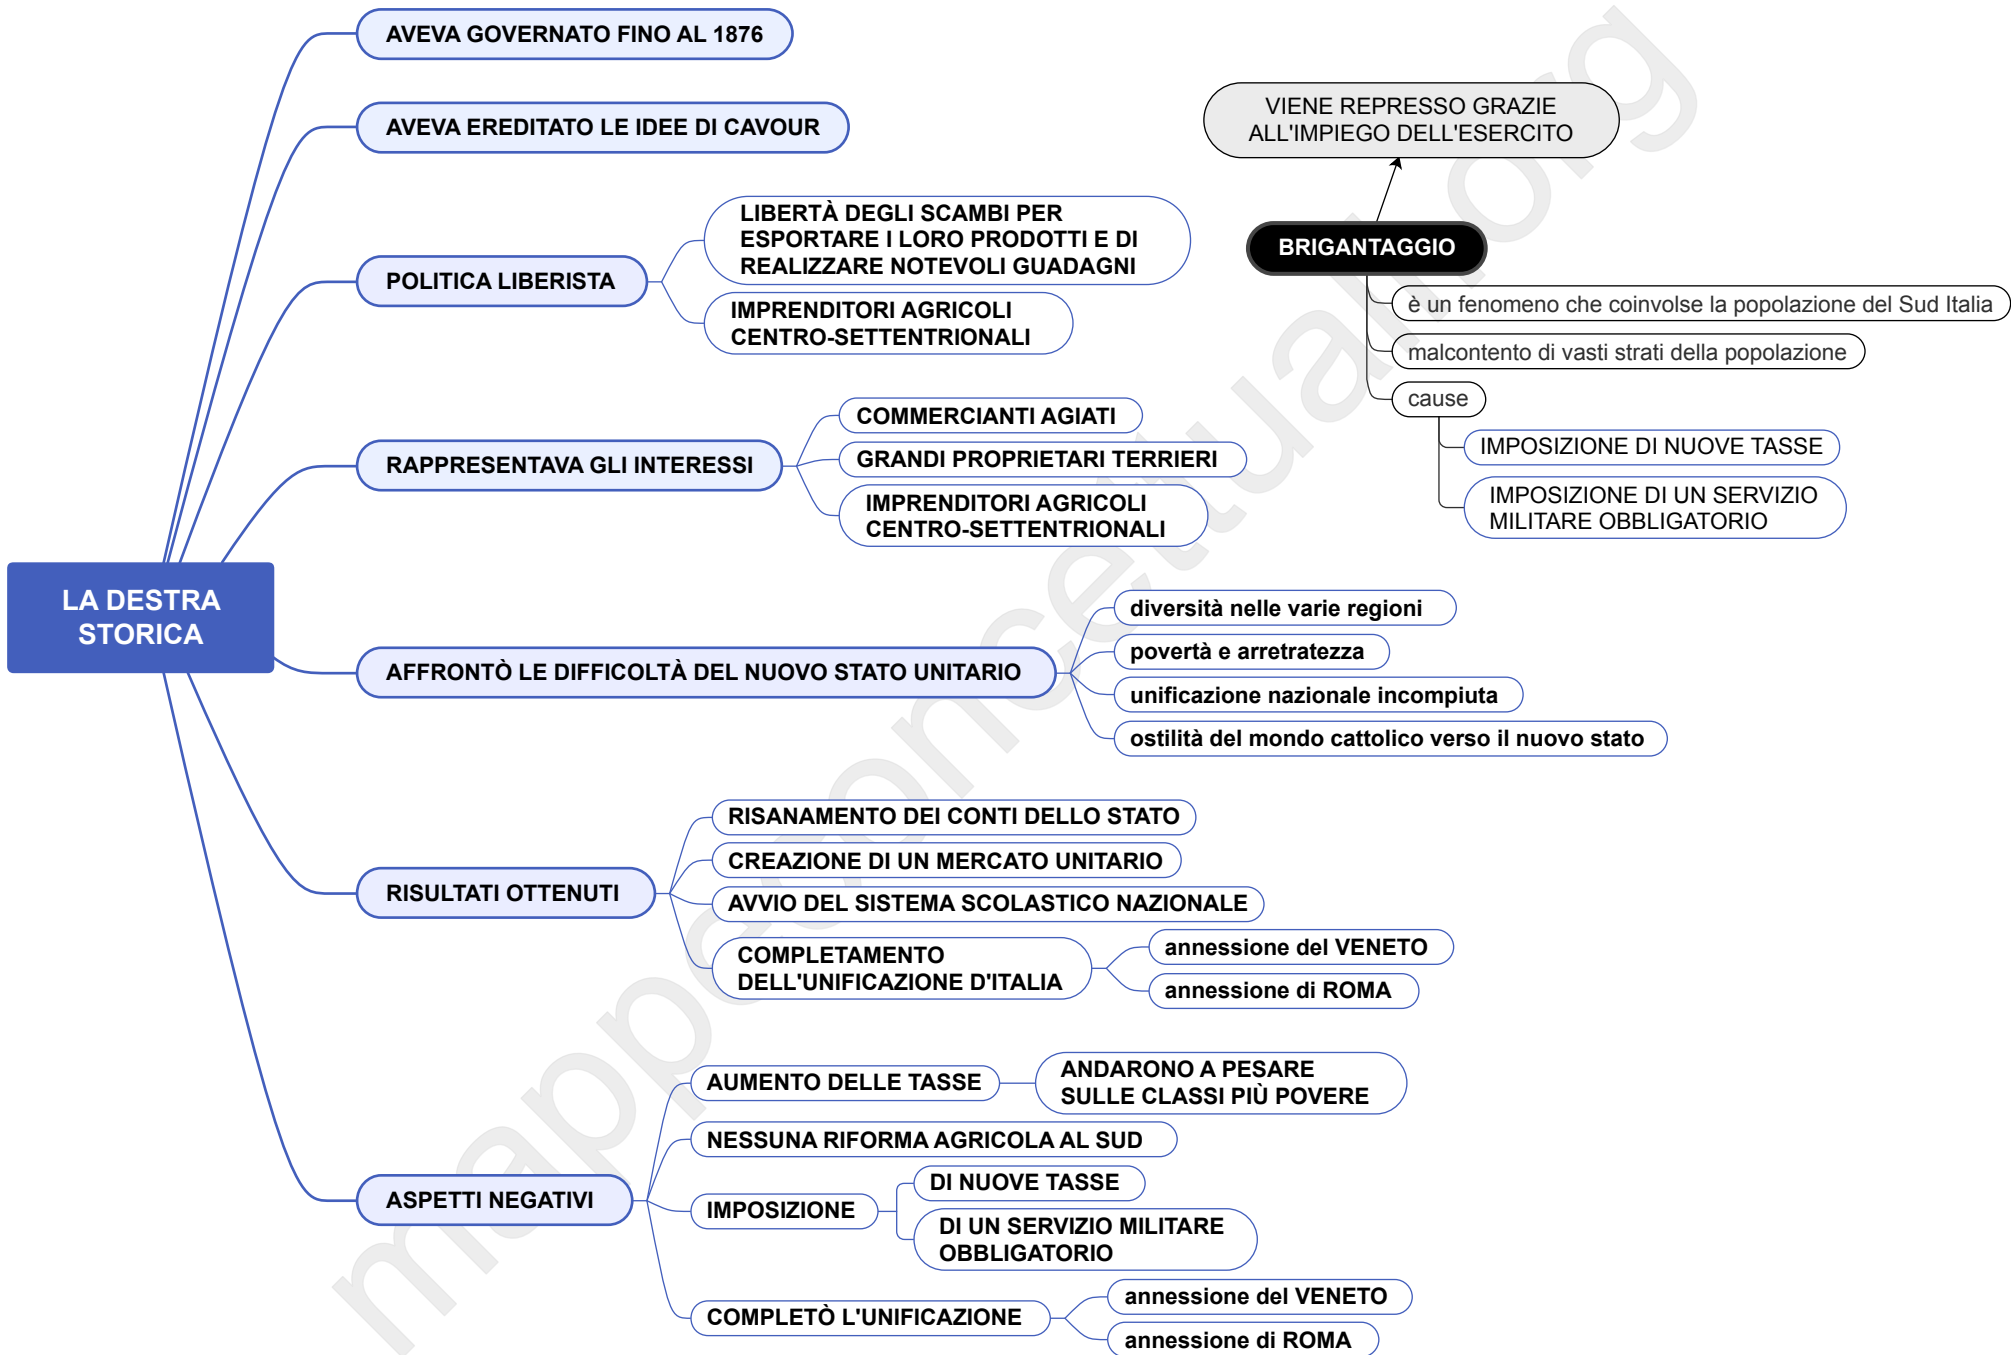 AVEVA GOVERNATO FINO AL 1876
AVEVA EREDITATO LE IDEE DI CAVOUR
POLITICA LIBERISTA
LIBERTÀ DEGLI SCAMBI PER
ESPORTARE I LORO PRODOTTI E DI
REALIZZARE NOTEVOLI GUADAGNI
IMPRENDITORI AGRICOLI
CENTRO-SETTENTRIONALI
RAPPRESENTAVA GLI INTERESSI
COMMERCIANTI AGIATI
GRANDI PROPRIETARI TERRIERI
IMPRENDITORI AGRICOLI
CENTRO-SETTENTRIONALI
VIENE REPRESSO GRAZIE
ALL'IMPIEGO DELL'ESERCITO
BRIGANTAGGIO
è un fenomeno che coinvolse la popolazione del Sud Italia
malcontento di vasti strati della popolazione
cause
IMPOSIZIONE DI NUOVE TASSE
IMPOSIZIONE DI UN SERVIZIO
MILITARE OBBLIGATORIO
LA DESTRA
STORICA
AFFRONTÒ LE DIFFICOLTÀ DEL NUOVO STATO UNITARIO
diversità nelle varie regioni
povertà e arretratezza
unificazione nazionale incompiuta
ostilità del mondo cattolico verso il nuovo stato
RISULTATI OTTENUTI
RISANAMENTO DEI CONTI DELLO STATO
CREAZIONE DI UN MERCATO UNITARIO
AVVIO DEL SISTEMA SCOLASTICO NAZIONALE
COMPLETAMENTO
DELL'UNIFICAZIONE D'ITALIA
annessione del VENETO
annessione di ROMA
ASPETTI NEGATIVI
AUMENTO DELLE TASSE
ANDARONO A PESARE
SULLE CLASSI PIÙ POVERE
NESSUNA RIFORMA AGRICOLA AL SUD
IMPOSIZIONE
DI NUOVE TASSE
DI UN SERVIZIO MILITARE
OBBLIGATORIO
COMPLETÒ L'UNIFICAZIONE
annessione del VENETO
annessione di ROMA
mappeconcettuali.org